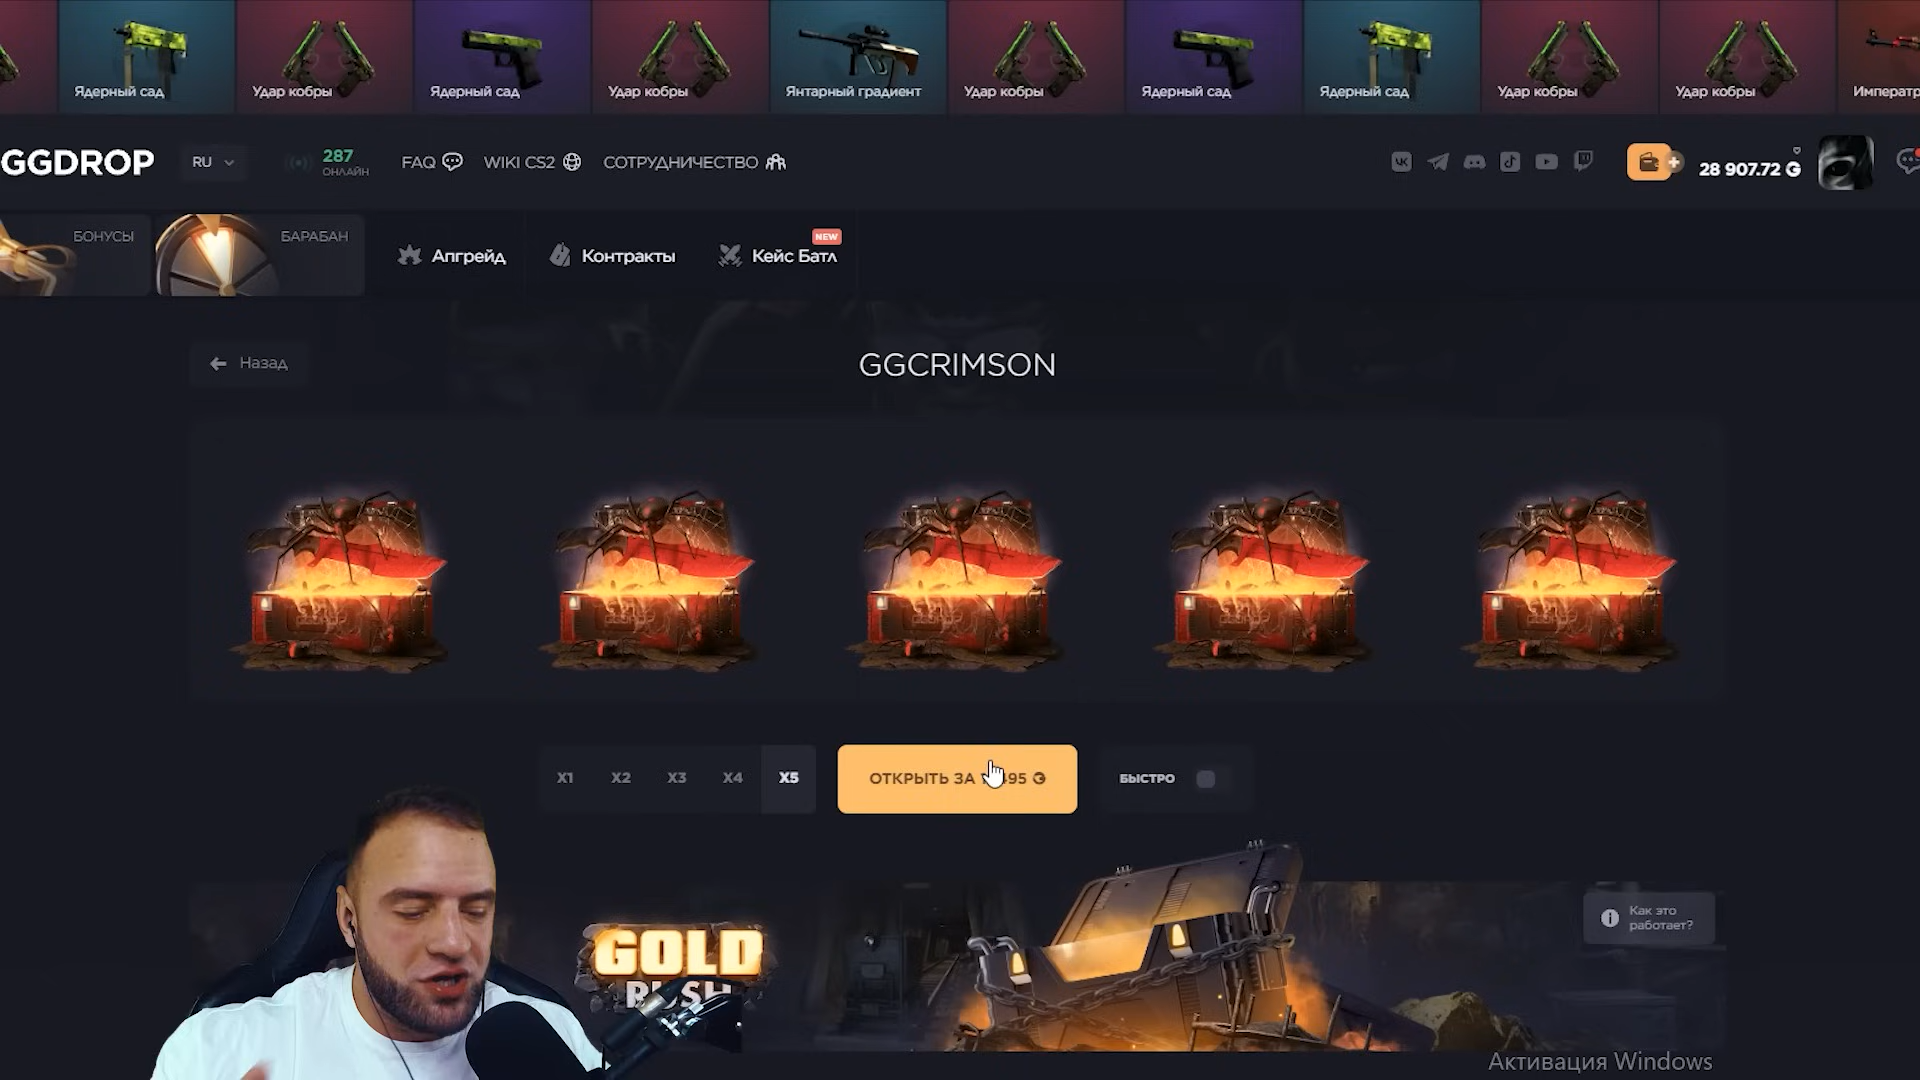 Ядерный сад
Удар кобры
Ядерный сад
Удар кобры
Янтарный градиент
Удар кобры
Ядерный сад
Ядерный сад
Удар кобры
Удар кобры
GGDROP
RU
287
ОНЛАЙН
FAQ
WIKI CS2
СОТРУДНИЧЕСТВО
28 907.72
БОНУСЫ
БАРАБАН
Апгрейд
Контракты
Кейс Батл
NEW
Назад
GGCRIMSON
X1
X2
X3
X4
X5
ОТКРЫТЬ ЗА
БЫСТРО
GOLD
RUSH
Как это
работает?
Активация Windows